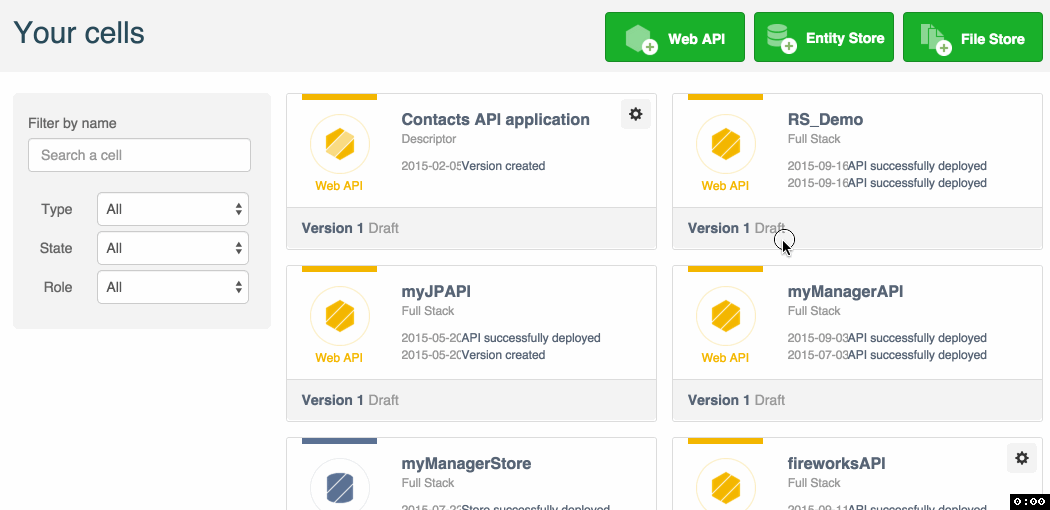 Your cells
Web API
Entity Store
File Store
Filter by name
Search a cell
Type
All
State
All
Role
All
Contacts API application
Descriptor
2015-02-05Version created
Web API
Version 1 Draft
RS_Demo
Full Stack
2015-09-16API successfully deployed
2015-09-16API successfully deployed
Web API
Version 1 Draft
myJPAPI
Full Stack
2015-05-20API successfully deployed
2015-05-20Version created
Web API
Version 1 Draft
myManagerAPI
Full Stack
2015-09-03API successfully deployed
2015-07-03API successfully deployed
Web API
Version 1 Draft
myManagerStore
Full Stack
Store successfully deployed
fireworksAPI
Full Stack
2015-09-11API successfully deployed
0:00